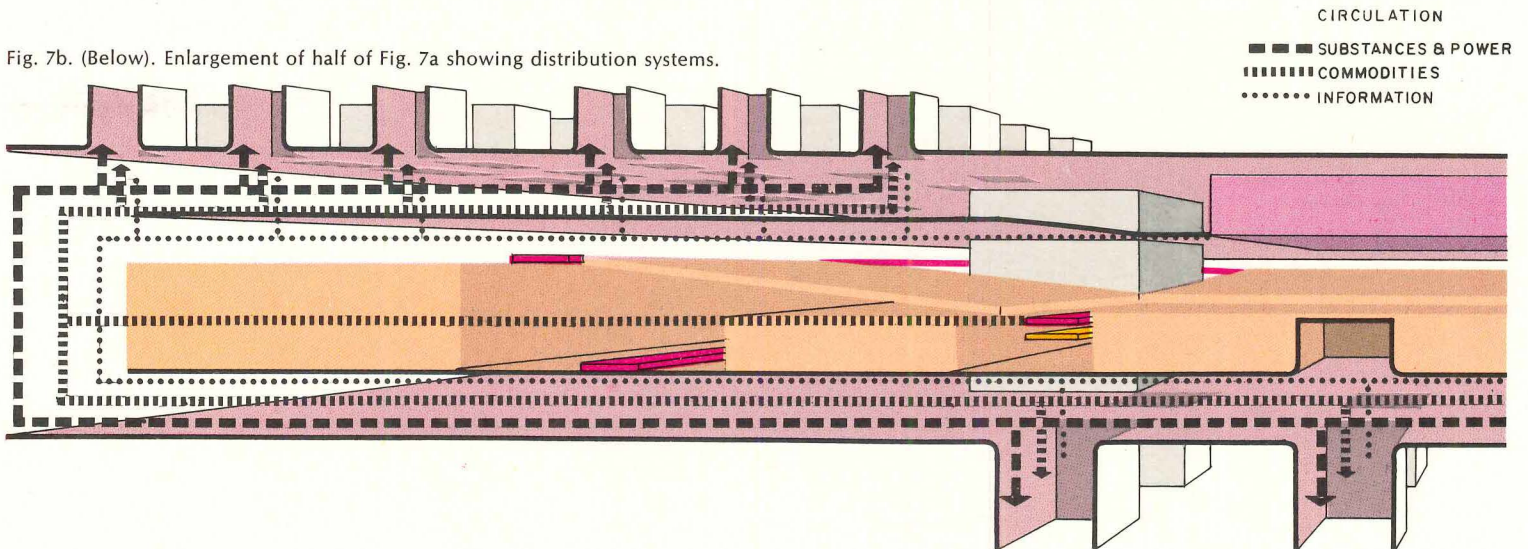 CIRCULATION
SUBSTANCES & POWER
COMMODITIES
INFORMATION
Fig. 7b. (Below). Enlargement of half of Fig. 7a showing distribution systems.